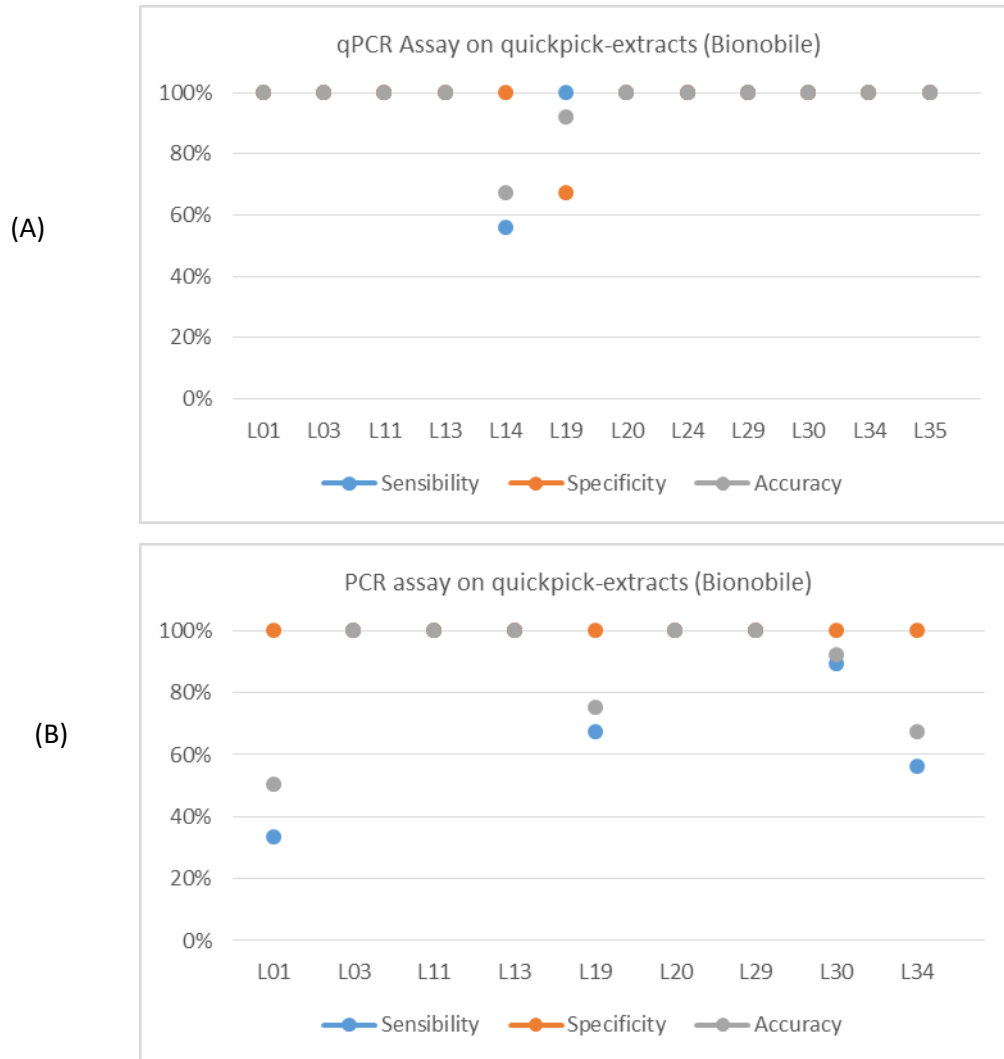 qPCR Assay on quickpick-extracts (Bionobile)
100%
80%
(A)
60%
40%
20%
0%
L01 L03 L11 L13 L14 L19 L20 L24 L29 L30 L34 L35
Sensibility Specificity Accuracy
PCR assay on quickpick-extracts (Bionobile)
100%
80%
(B)
60%
40%
20%
0%
L01 L03 L11 L13 L19 L20 L29 L30 L34
Sensibility Specificity Accuracy